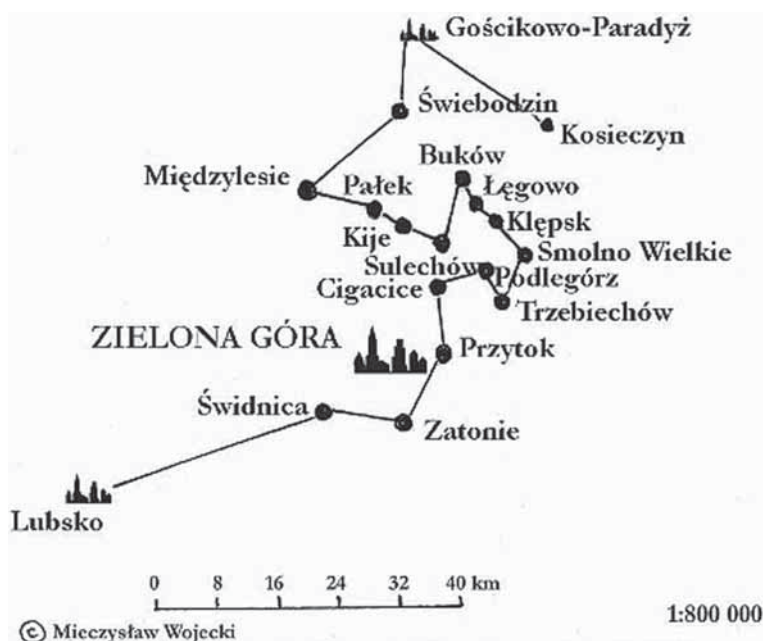 Gościkowo-Paradyż
Świebodzin
Kosieczyn
Buków
Międzylesie
Pałek
Łęgowo
Klępsk
Kije
Smolno Wielkie
Sulechów
Podlegórz
Cigacice
Trzebiechów
ZIELONA GÓRA
Przytok
Świdnica
Zatonie
Lubsko
0 8 16 24 32 40 km
1:800 000
© Mieczysław Wojecki